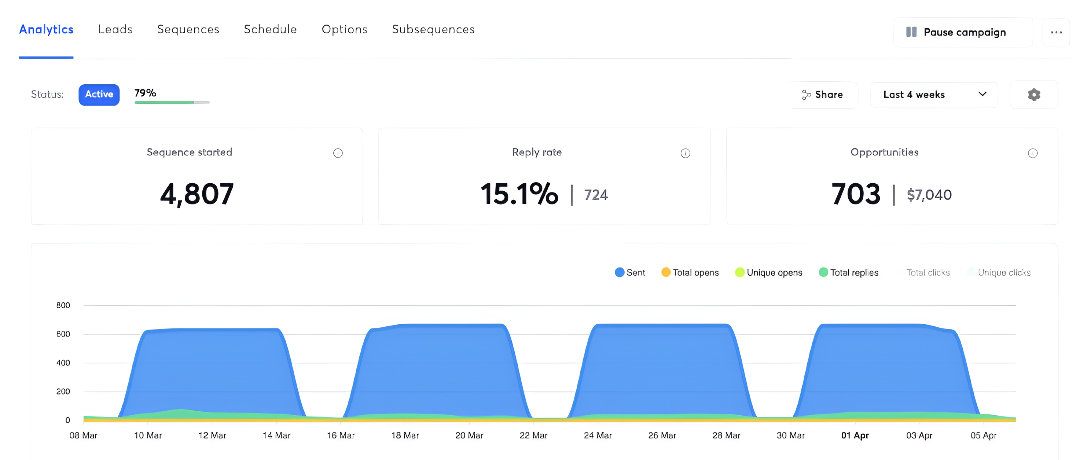 Analytics Leads Sequences Schedule Options Subsequences
Pause campaign
Status: Active 79%
Share Last 4 weeks
Sequence started
4,807
Reply rate
15.1% | 724
Opportunities
703 | $7,040
Sent Total opens Unique opens Total replies Total clicks Unique clicks
800
600
400
200
0
08 Mar 10 Mar 12 Mar 14 Mar 16 Mar 18 Mar 20 Mar 22 Mar 24 Mar 26 Mar 28 Mar 30 Mar 01 Apr 03 Apr 05 Apr